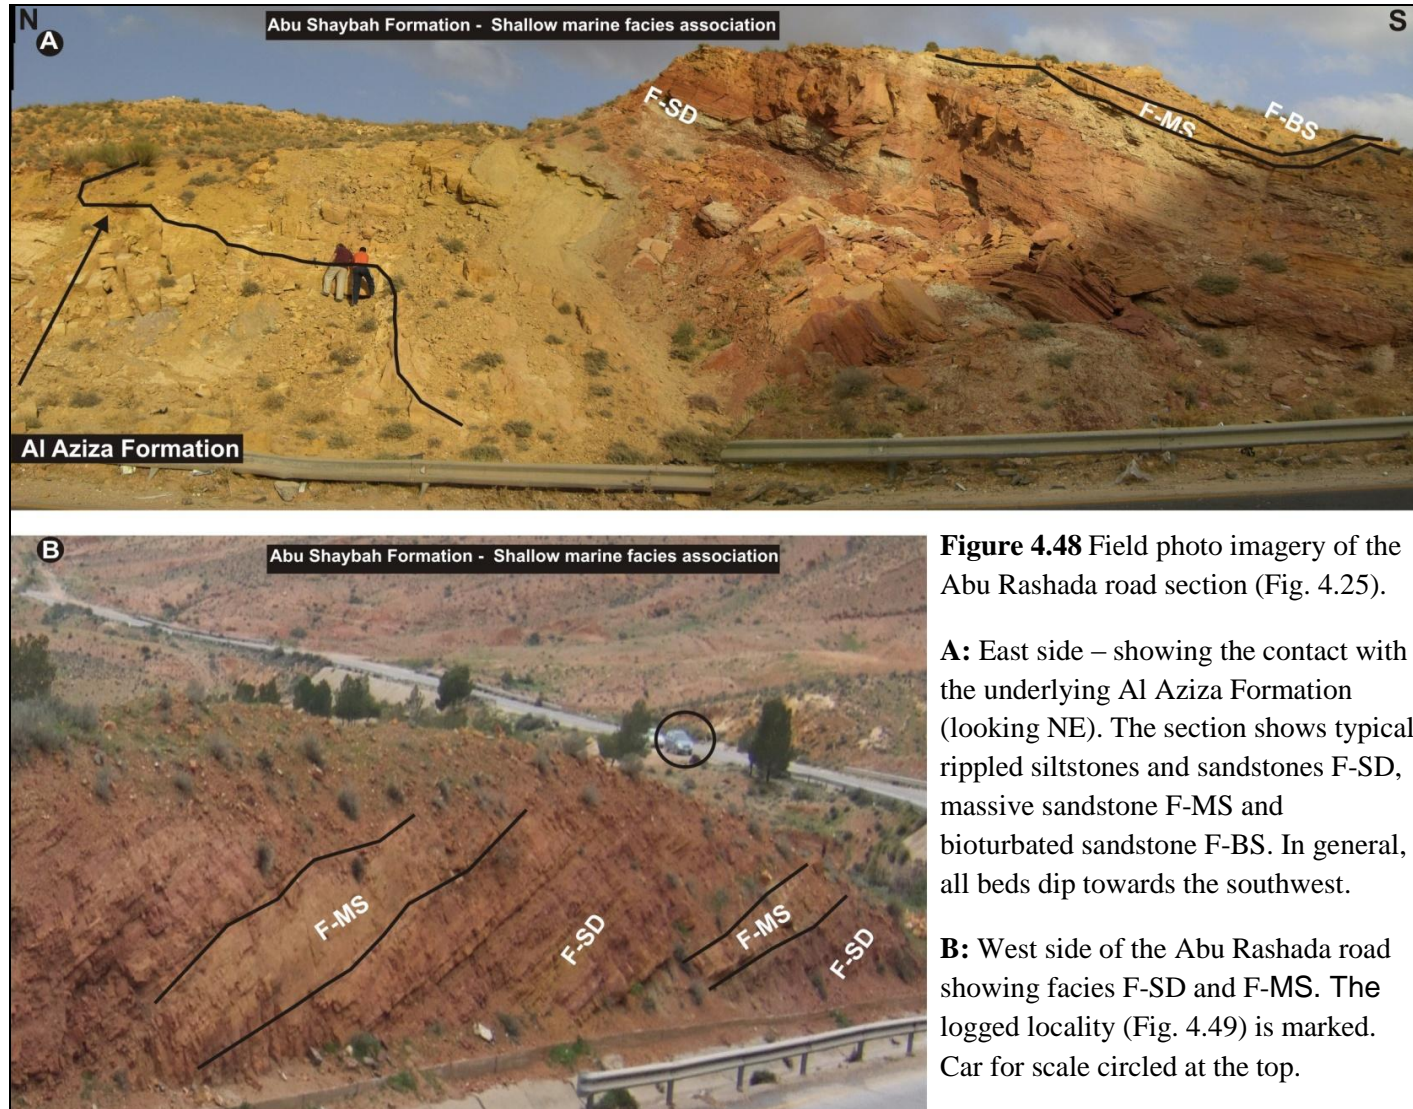 N
A
Abu Shaybah Formation - Shallow marine facies association
S
F-SD
F-MS
F-BS
Al Aziza Formation
B
Abu Shaybah Formation - Shallow marine facies association
F-MS
F-SD
F-MS
F-SD
Figure 4.48 Field photo imagery of the
Abu Rashada road section (Fig. 4.25).
A: East side – showing the contact with
the underlying Al Aziza Formation
(looking NE). The section shows typical
rippled siltstones and sandstones F-SD,
massive sandstone F-MS and
bioturbated sandstone F-BS. In general,
all beds dip towards the southwest.
B: West side of the Abu Rashada road
showing facies F-SD and F-MS. The
logged locality (Fig. 4.49) is marked.
Car for scale circled at the top.